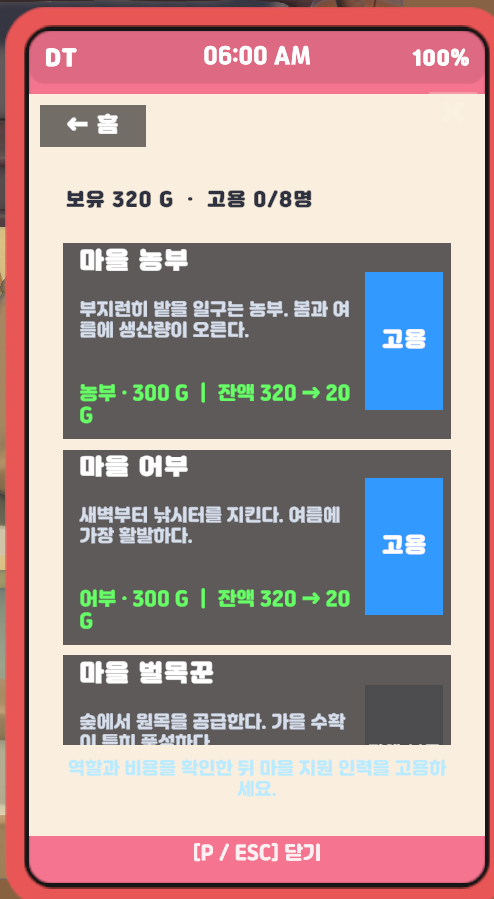 DT 06:00 AM 100%
← 홈
보유 320 G · 고용 0/8명
마을 농부
부지런히 밭을 일구는 농부. 봄과 여
름에 생산량이 오른다.
고용
농부 · 300 G | 잔액 320 → 20
G
마을 어부
새벽부터 낚시터를 지킨다. 여름에
가장 활발하다.
고용
어부 · 300 G | 잔액 320 → 20
G
마을 벌목꾼
숲에서 원목을 공급한다. 가을 수확
이 특히 풍성하다.
역할과 비용을 확인한 뒤 마을 지원 인력을 고용하
세요.
[P / ESC] 닫기